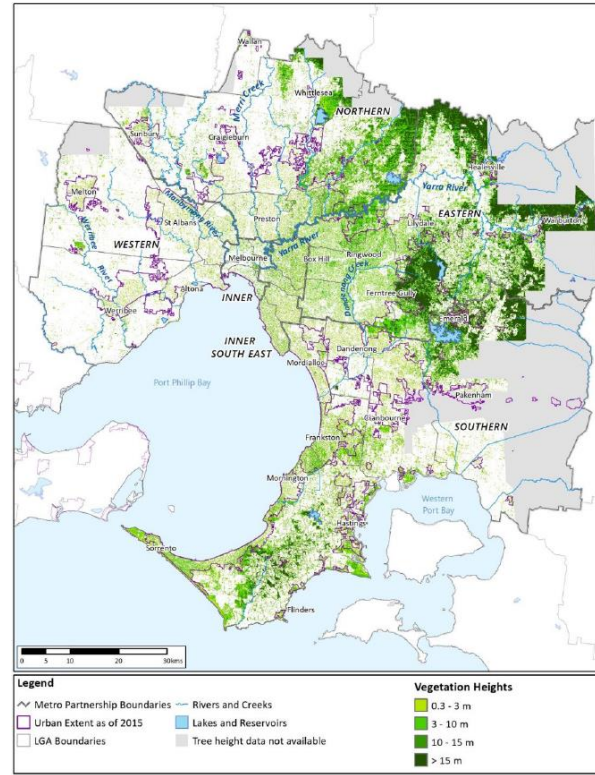 Wallan
Whittlesea
NORTHERN
Merri Creek
Sunbury
Craigieburn
Healesville
Yarra River
Melton
Maribyrnong River
Lilydale
EASTERN
Warburton
St Albans
Preston
WESTERN
Werribee River
Melbourne
Yarra River
Box Hill
Ringwood
Dandenong Creek
Altona
Ferntree Gully
Werribee
INNER
Emerald
INNER
SOUTH EAST
Dandenong
Mordialloc
Port Phillip Bay
Pakenham
Cranbourne
SOUTHERN
Frankston
Mornington
Western
Port Bay
Hastings
Sorrento
Flinders
0 5 10 20 30kms
Legend
Metro Partnership Boundaries
Urban Extent as of 2015
LGA Boundaries
Rivers and Creeks
Lakes and Reservoirs
Tree height data not available
Vegetation Heights
0.3 - 3 m
3 - 10 m
10 - 15 m
> 15 m